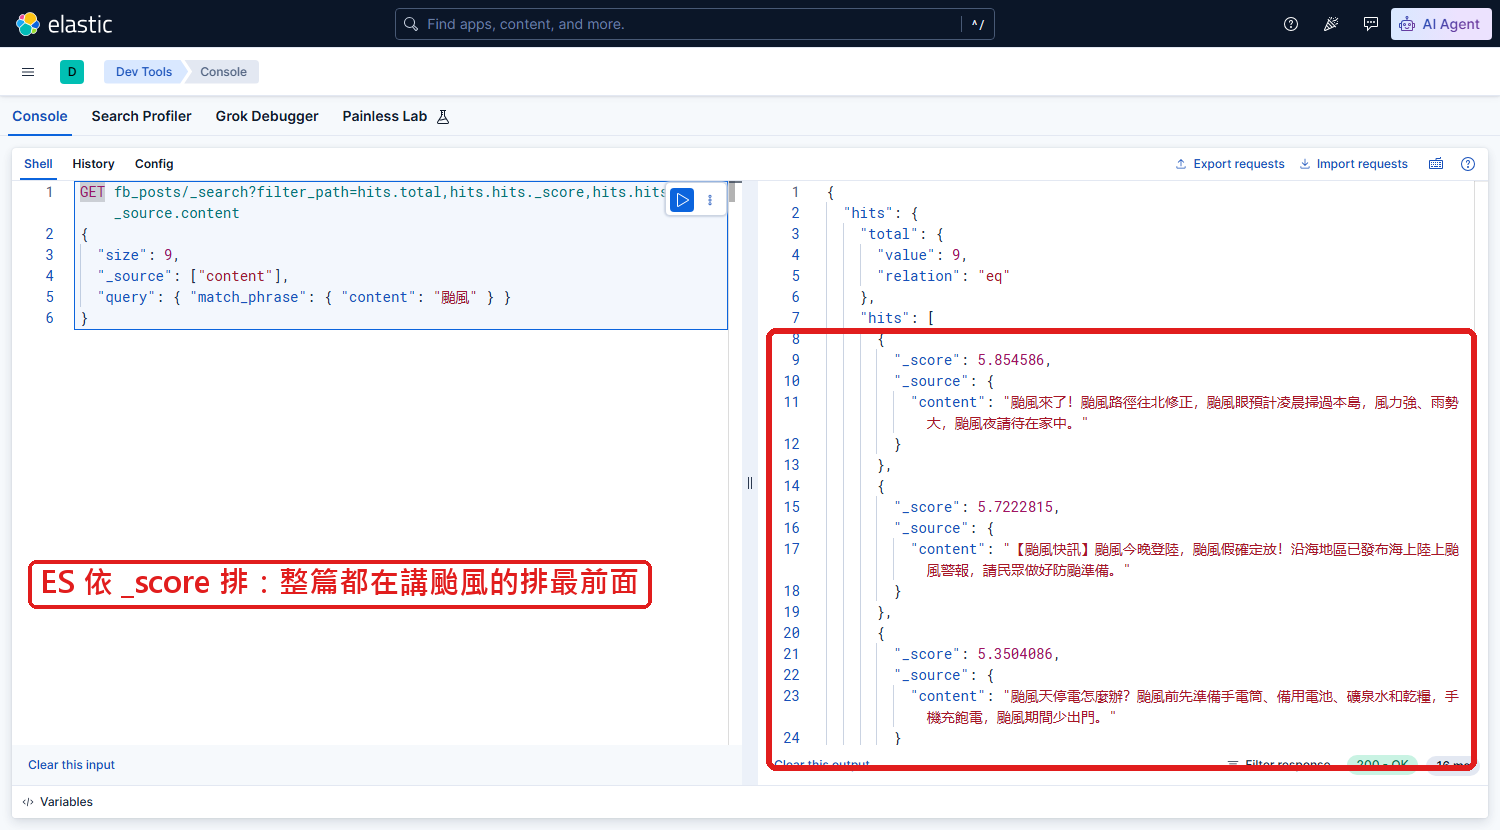 elastic
Find apps, content, and more.
^/
AI Agent
D
Dev Tools
Console
Console
Search Profiler
Grok Debugger
Painless Lab
Shell
History
Config
Export requests
Import requests
1 GET fb_posts/_search?filter_path=hits.total,hits.hits._score,hits.hits
_source.content
2 {
3 "size": 9,
4 "_source": ["content"],
5 "query": { "match_phrase": { "content": "颱風" } }
6 }
ES 依 _score 排：整篇都在講颱風的排最前面
Clear this input
1 {
2 "hits": {
3 "total": {
4 "value": 9,
5 "relation": "eq"
6 },
7 "hits": [
8 {
9 "_score": 5.854586,
10 "_source": {
11 "content": "颱風來了！颱風路徑往北修正，颱風眼預計凌晨掃過本島，風力強、雨勢
大，颱風夜請待在家中。"
12 }
13 },
14 {
15 "_score": 5.7222815,
16 "_source": {
17 "content": "【颱風快訊】颱風今晚登陸，颱風假確定放！沿海地區已發布海上陸上颱
風警報，請民眾做好防颱準備。"
18 }
19 },
20 {
21 "_score": 5.3504086,
22 "_source": {
23 "content": "颱風天停電怎麼辦？颱風前先準備手電筒、備用電池、礦泉水和乾糧，手
機充飽電，颱風期間少出門。"
24 }
Clear this output
Filter response
200 - OK
Variables